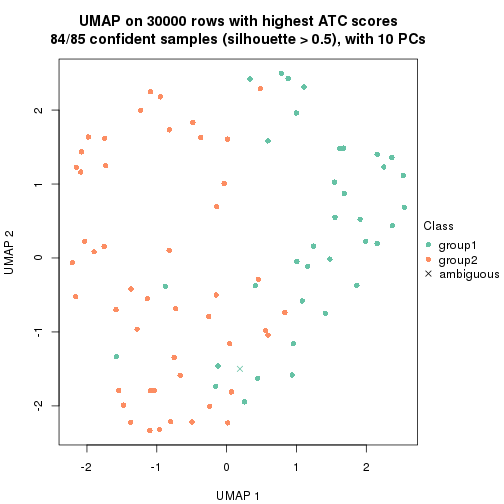 UMAP on 30000 rows with highest ATC scores
84/85 confident samples (silhouette > 0.5), with 10 PCs
2
1
0
-1
-2
UMAP 2
-2
-1
0
1
2
UMAP 1
Class
group1
group2
ambiguous